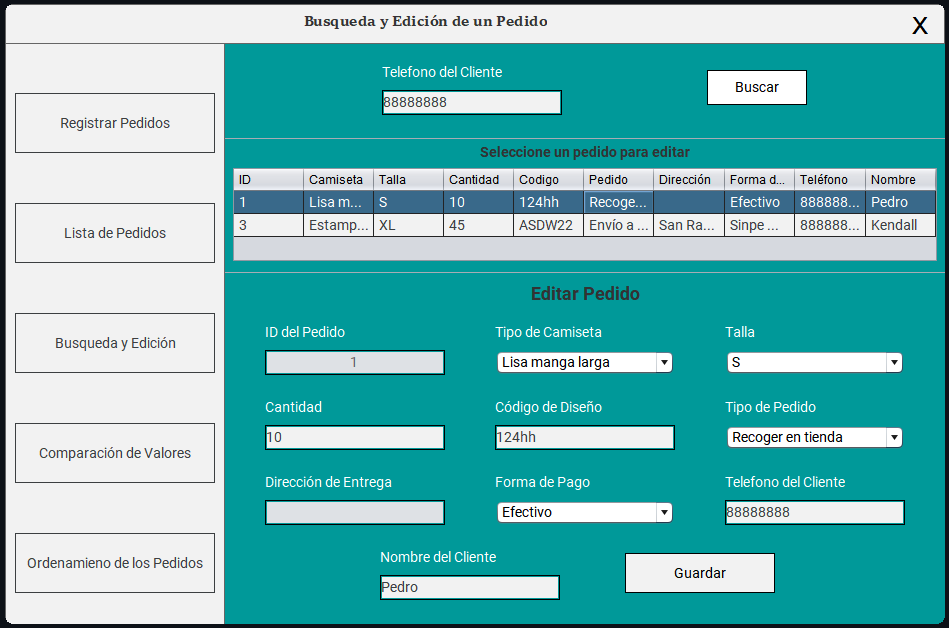 Busqueda y Edición de un Pedido
X
Registrar Pedidos
Lista de Pedidos
Busqueda y Edición
Comparación de Valores
Ordenamieno de los Pedidos
Telefono del Cliente
88888888
Buscar
Seleccione un pedido para editar
ID Camiseta Talla Cantidad Codigo Pedido Dirección Forma d... Teléfono Nombre
1 Lisa m... S 10 124hh Recoge... Efectivo 888888... Pedro
3 Estamp... XL 45 ASDW22 Envío a ... San Ra... Sinpe ... 888888... Kendall
Editar Pedido
ID del Pedido Tipo de Camiseta Talla
1 Lisa manga larga S
Cantidad Código de Diseño Tipo de Pedido
10 124hh Recoger en tienda
Dirección de Entrega Forma de Pago Telefono del Cliente
Efectivo 88888888
Nombre del Cliente
Pedro
Guardar